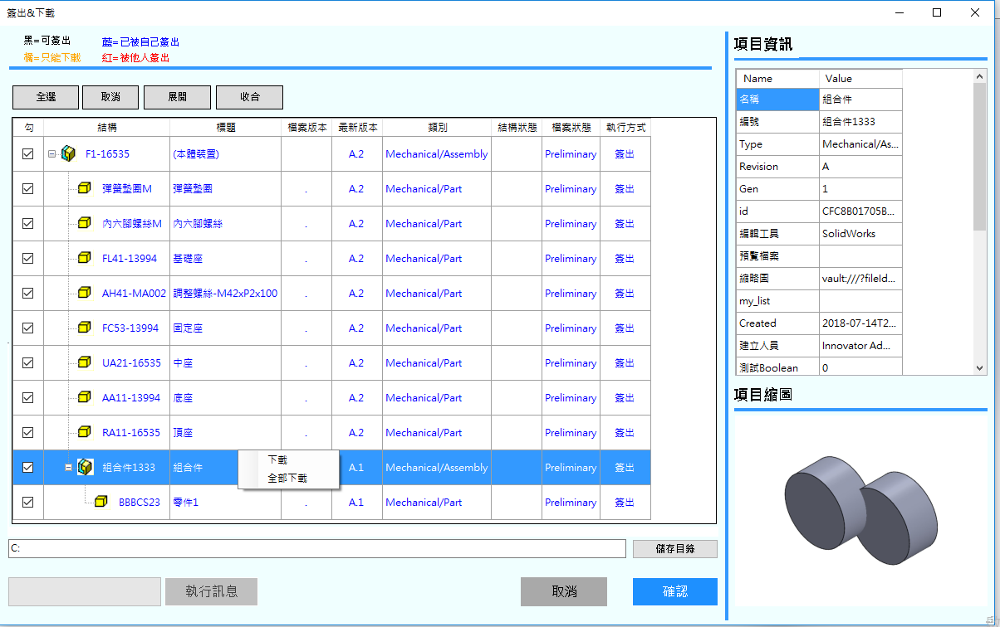 簽出&下載
黑=可簽出 藍=已被自己簽出
橘=只能下載 紅=被他人簽出
全選 取消 展開 收合
勾 結構 標題 檔案版本 最新版本 類別 結構狀態 檔案狀態 執行方式
F1-16535 (本體裝置) A.2 Mechanical/Assembly Preliminary 簽出
彈簧墊圈M 彈簧墊圈 . A.2 Mechanical/Part Preliminary 簽出
內六腳螺絲M 內六腳螺絲 . A.2 Mechanical/Part Preliminary 簽出
FL41-13994 基礎座 . A.2 Mechanical/Part Preliminary 簽出
AH41-MA002 調整螺絲-M42xP2x100 . A.2 Mechanical/Part Preliminary 簽出
FC53-13994 固定座 . A.2 Mechanical/Part Preliminary 簽出
UA21-16535 中座 . A.2 Mechanical/Part Preliminary 簽出
AA11-13994 底座 . A.2 Mechanical/Part Preliminary 簽出
RA11-16535 頂座 . A.2 Mechanical/Part Preliminary 簽出
組合件1333 組合件 A.1 Mechanical/Assembly Preliminary 簽出
下載
全部下載
BBBCS23 零件1 . A.1 Mechanical/Part Preliminary 簽出
C: 儲存目錄
執行訊息 取消 確認
項目資訊
Name Value
名稱 組合件
編號 組合件1333
Type Mechanical/As...
Revision A
Gen 1
id CFC8B01705B...
編輯工具 SolidWorks
預覧檔案
縮略圖 vault:///?fileId...
my_list
Created 2018-07-14T2...
建立人員 Innovator Ad...
測試Boolean 0
項目縮圖